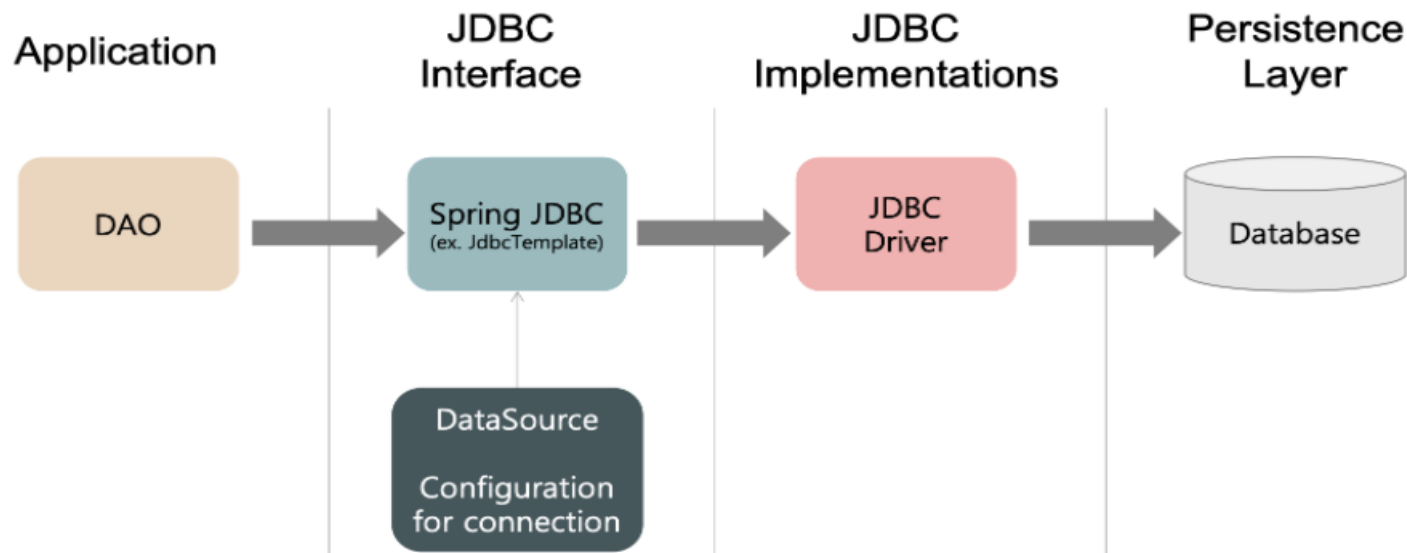 Application
JDBC
Interface
JDBC
Implementations
Persistence
Layer
DAO
Spring JDBC
(ex. JdbcTemplate)
JDBC
Driver
Database
DataSource
Configuration
for connection